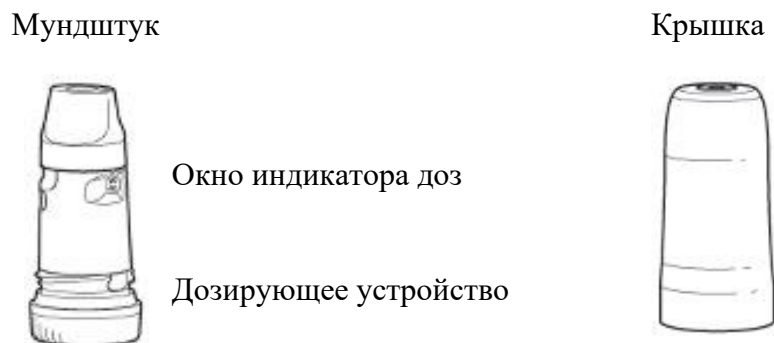 Мундштук
Крышка
Окно индикатора доз
Дозирующее устройство